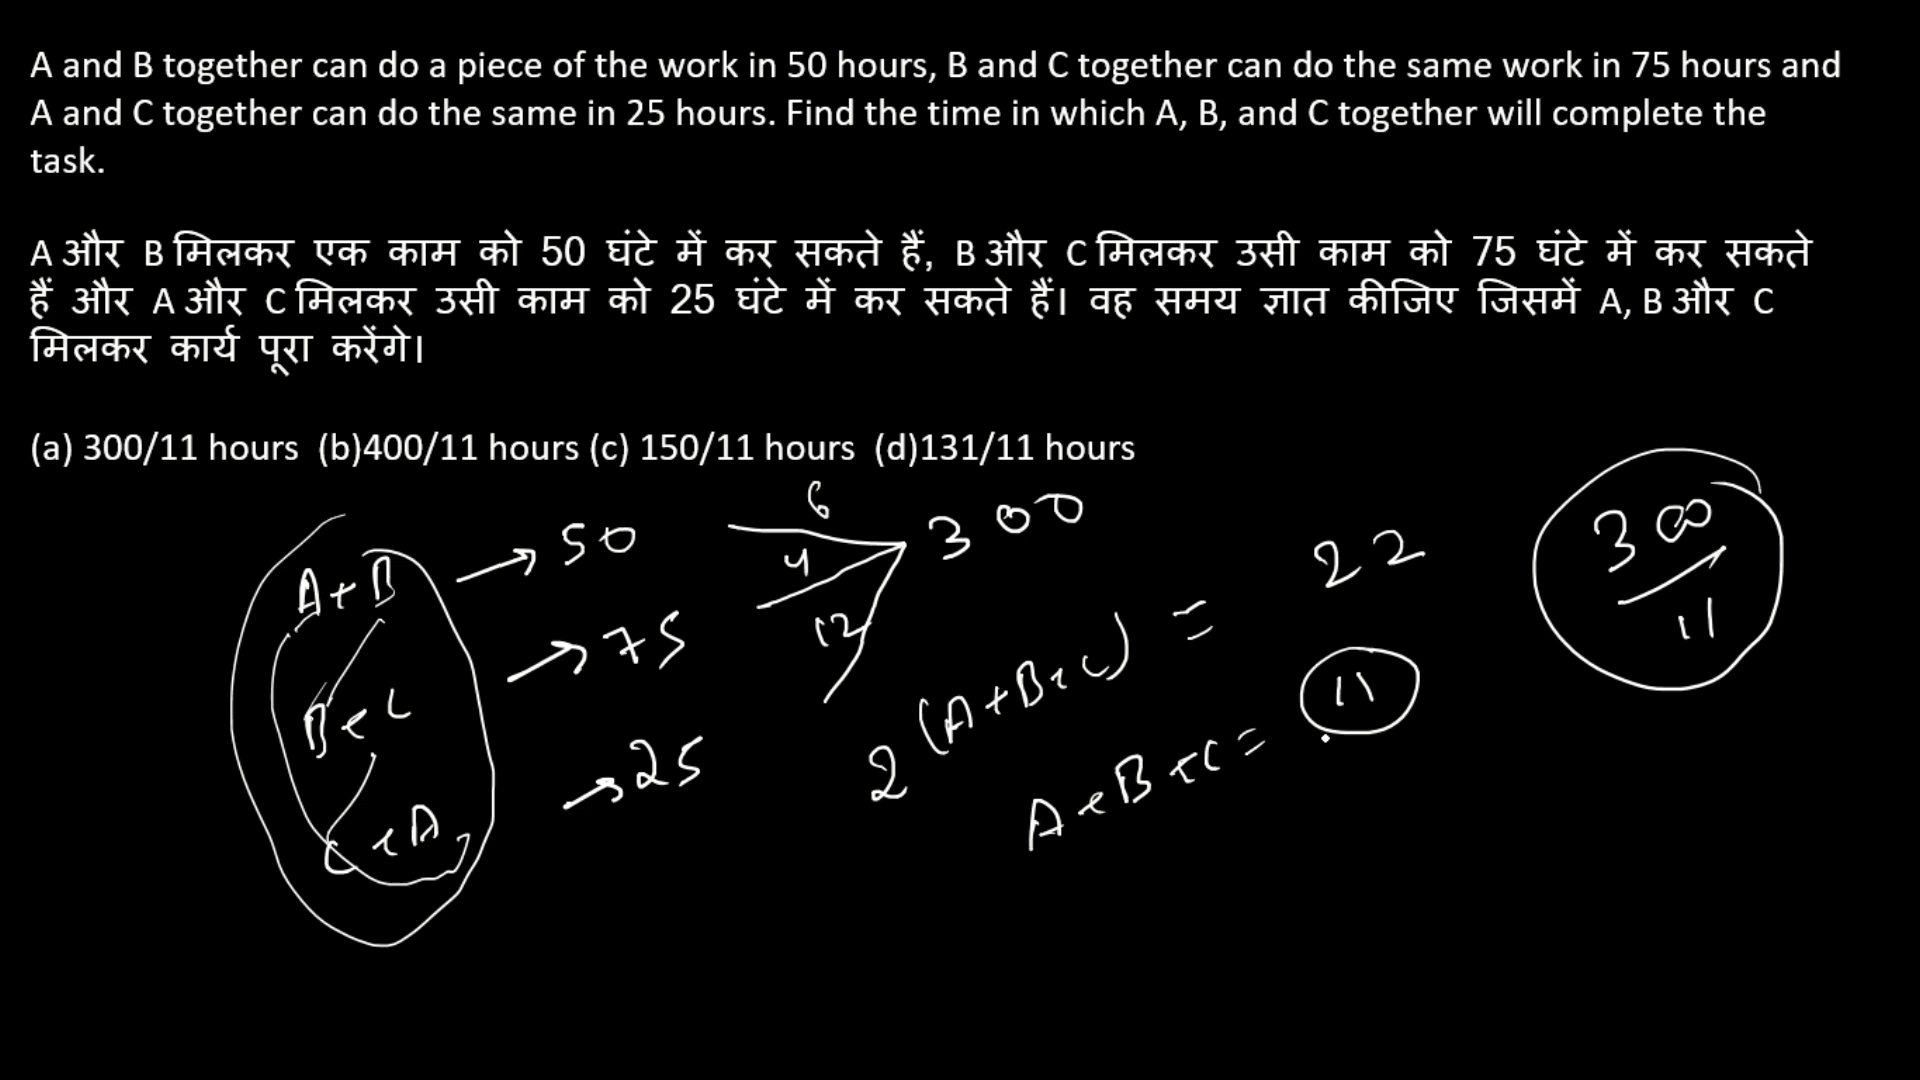 A and B together can do a piece of the work in 50 hours, B and C together can do the same work in 75 hours and
A and C together can do the same in 25 hours. Find the time in which A, B, and C together will complete the
task.
A और B मिलकर एक काम को 50 घंटे में कर सकते हैं, B और C मिलकर उसी काम को 75 घंटे में कर सकते
हैं और A और C मिलकर उसी काम को 25 घंटे में कर सकते हैं। वह समय ज्ञात कीजिए जिसमें A, B और C
मिलकर कार्य पूरा करेंगे।
(a) 300/11 hours (b)400/11 hours (c) 150/11 hours (d)131/11 hours
A+B → 50
B+C → 75
C+A → 25
6
4
12
300
2(A+B+C) = 22
A+B+C = 11
300/11